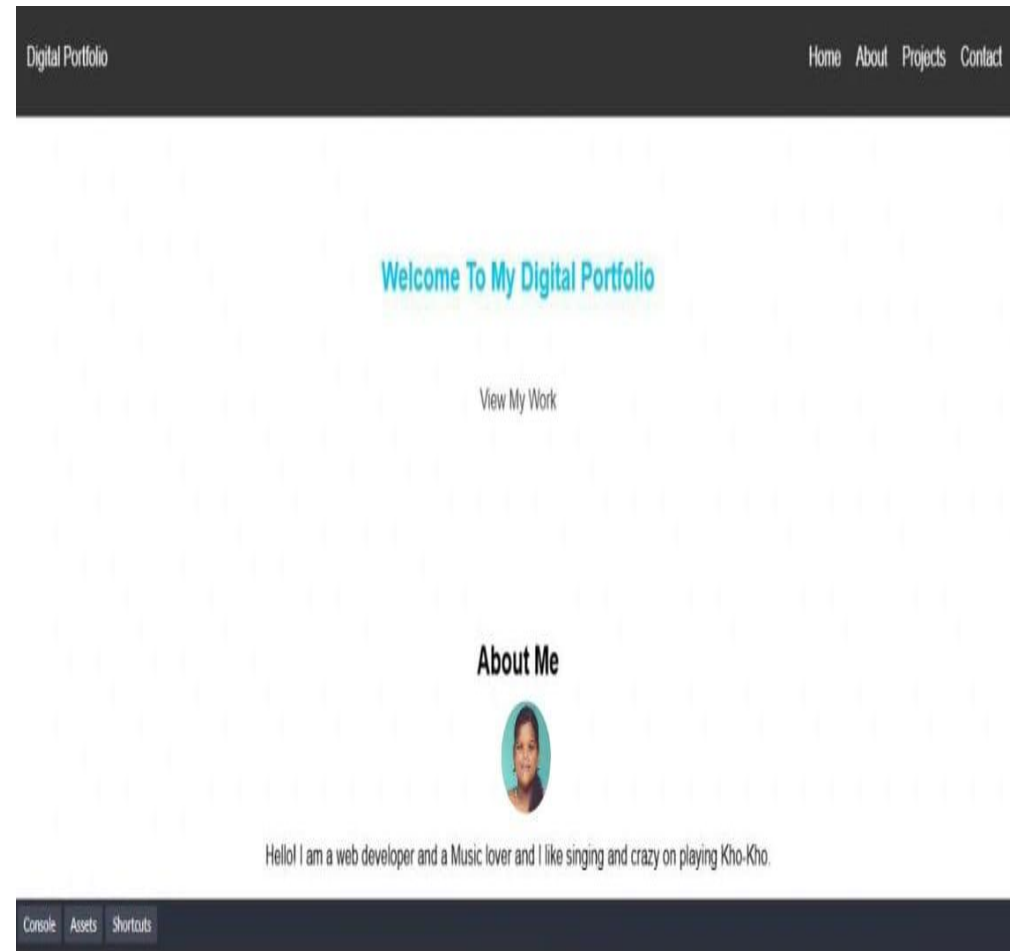 Digital Portfolio
Home About Projects Contact
Welcome To My Digital Portfolio
View My Work
About Me
Hello! I am a web developer and a Music lover and I like singing and crazy on playing Kho-Kho.
Console Assets Shortcuts